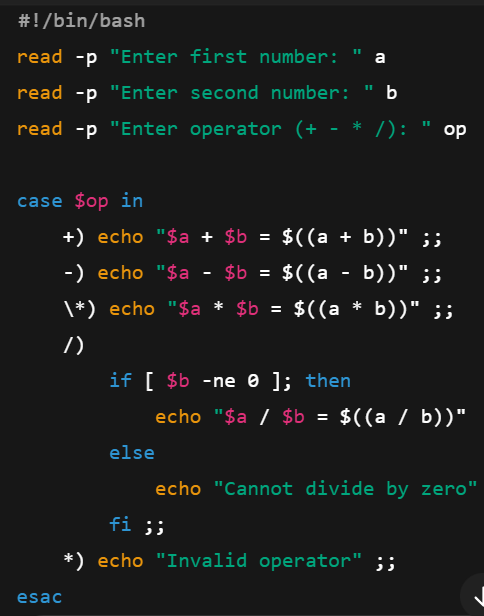 #!/bin/bash
read -p "Enter first number: " a
read -p "Enter second number: " b
read -p "Enter operator (+ - * /): " op

case $op in
    +) echo "$a + $b = $((a + b))" ;;
    -) echo "$a - $b = $((a - b))" ;;
    \*) echo "$a * $b = $((a * b))" ;;
    /)
        if [ $b -ne 0 ]; then
            echo "$a / $b = $((a / b))"
        else
            echo "Cannot divide by zero"
        fi ;;
    *) echo "Invalid operator" ;;
esac